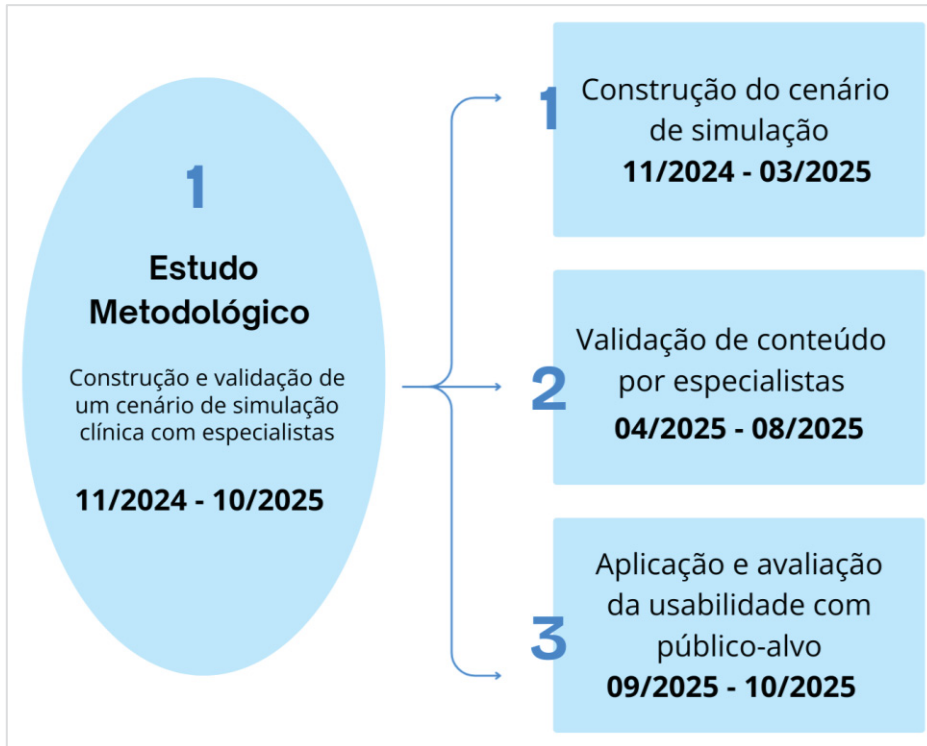 1
Estudo
Metodológico
Construção e validação de
um cenário de simulação
clínica com especialistas
11/2024 - 10/2025
1
Construção do cenário
de simulação
11/2024 - 03/2025
2
Validação de conteúdo
por especialistas
04/2025 - 08/2025
3
Aplicação e avaliação
da usabilidade com
público-alvo
09/2025 - 10/2025